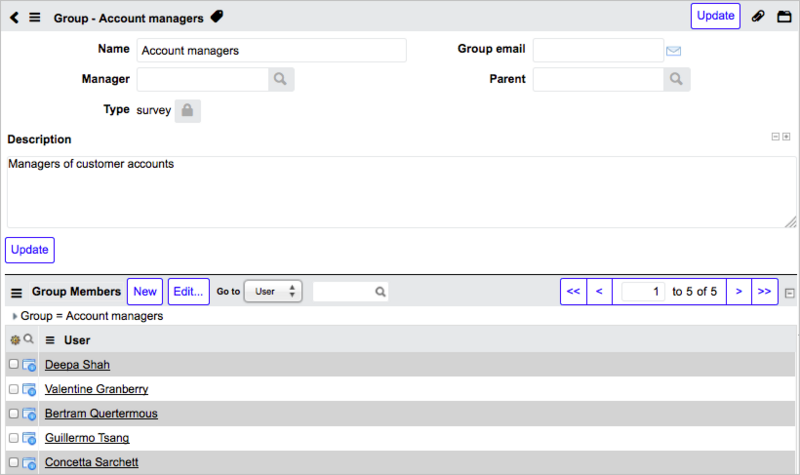 Group - Account managers Update
Name Account managers Group email
Manager Parent
Type survey
Description
Managers of customer accounts
Update
Group Members New Edit... Go to User << < 1 to 5 of 5 > >>
Group = Account managers
User
Deepa Shah
Valentine Granberry
Bertram Quertermous
Guillermo Tsang
Concetta Sarchett